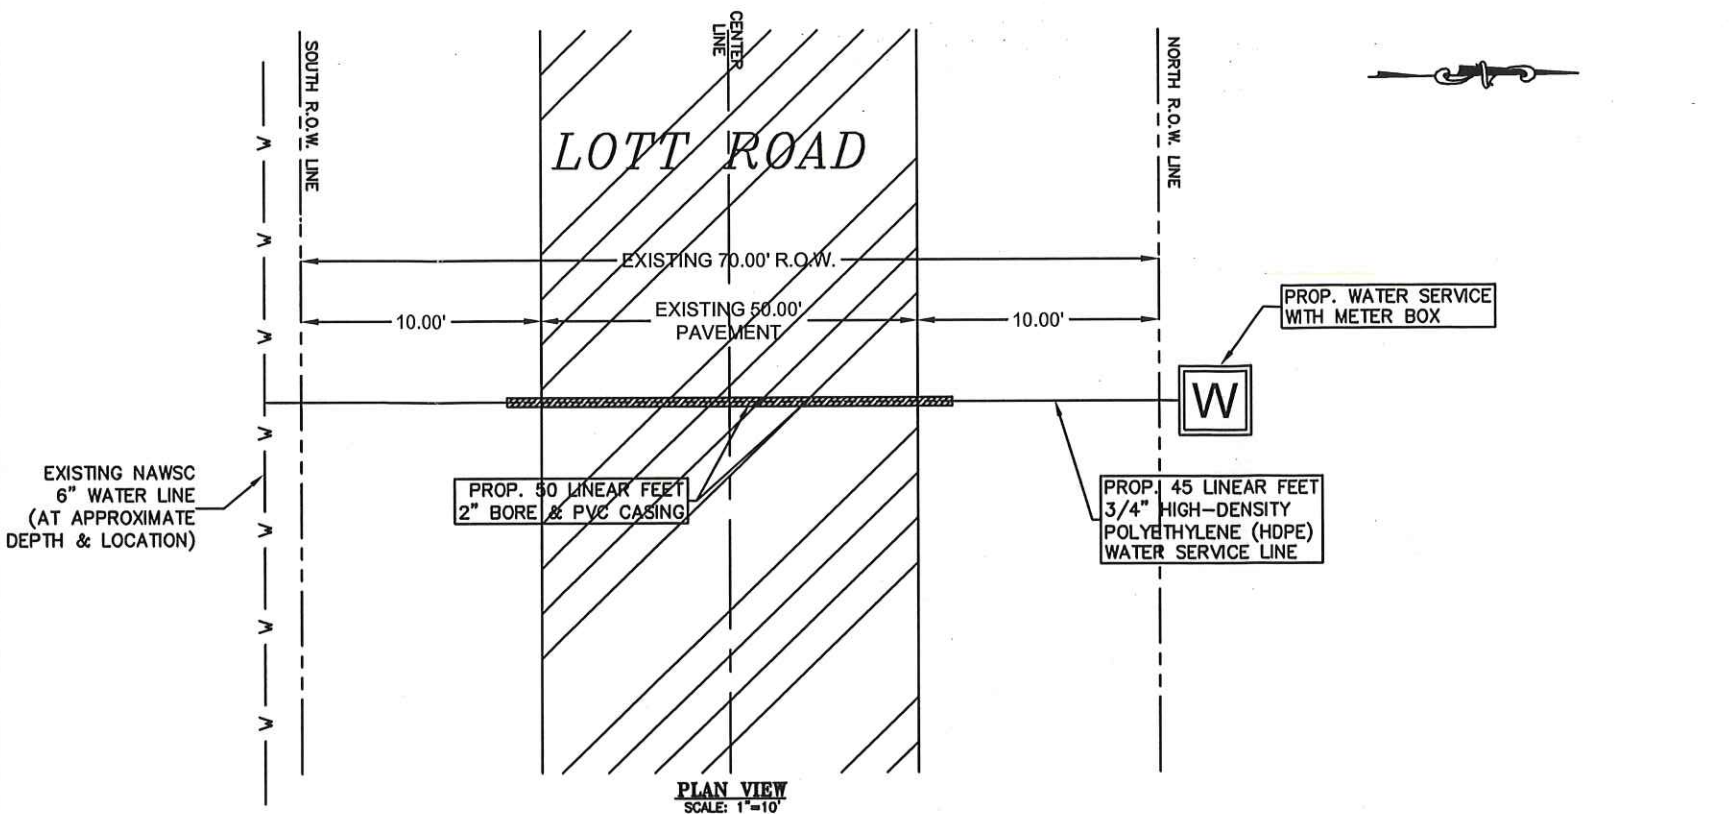 CENTER
LINE
SOUTH R.O.W. LINE
NORTH R.O.W. LINE
LOTT ROAD
EXISTING 70.00' R.O.W.
10.00'
EXISTING 50.00'
PAVEMENT
10.00'
PROP. WATER SERVICE
WITH METER BOX
W
W
W
W
W
W
W
W
EXISTING NAWSC
6" WATER LINE
(AT APPROXIMATE
DEPTH & LOCATION)
PROP. 50 LINEAR FEET
2" BORE & PVC CASING
PROP. 45 LINEAR FEET
3/4" HIGH-DENSITY
POLYETHYLENE (HDPE)
WATER SERVICE LINE
PLAN VIEW
SCALE: 1"=10'